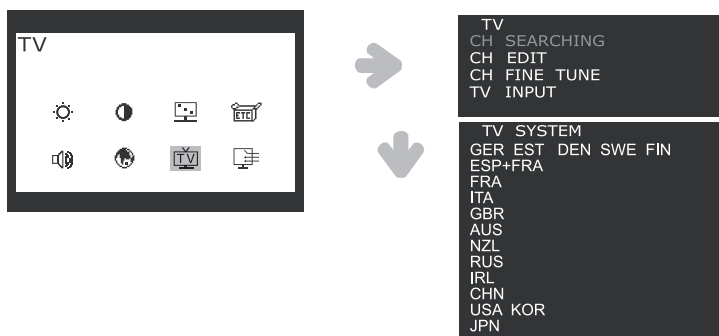 TV
ETC
TV
TV
CH SEARCHING
CH EDIT
CH FINE TUNE
TV INPUT
TV SYSTEM
GER EST DEN SWE FIN
ESP+FRA
FRA
ITA
GBR
AUS
NZL
RUS
IRL
CHN
USA KOR
JPN